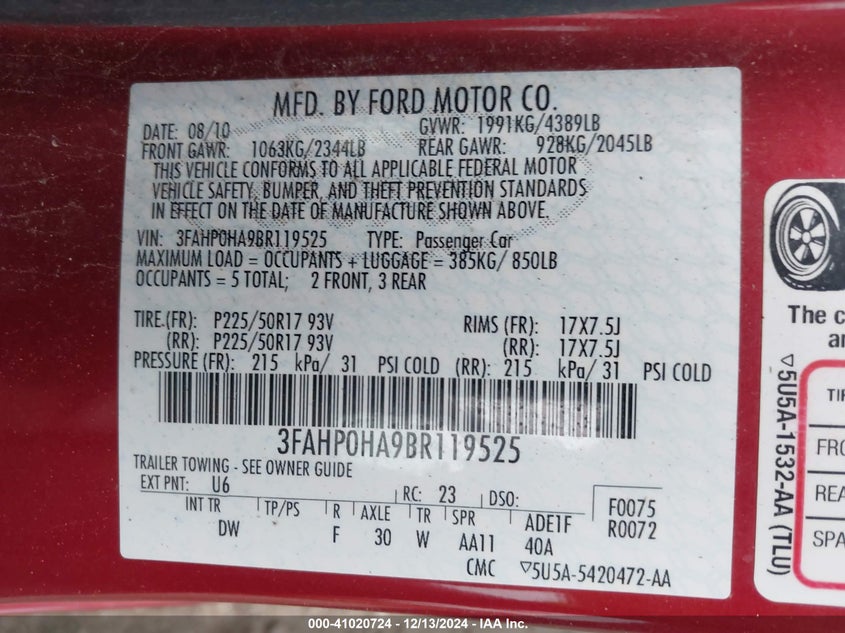 MFD. BY FORD MOTOR CO.
DATE: 08/10 GVWR: 1991KG/4389LB
FRONT GAWR: 1063KG/2344LB REAR GAWR: 928KG/2045LB
THIS VEHICLE CONFORMS TO ALL APPLICABLE FEDERAL MOTOR
VEHICLE SAFETY, BUMPER, AND THEFT PREVENTION STANDARDS
IN EFFECT ON THE DATE OF MANUFACTURE SHOWN ABOVE.
VIN: 3FAHP0HA9BR119525 TYPE: Passenger Car
MAXIMUM LOAD = OCCUPANTS + LUGGAGE = 385KG/ 850LB
OCCUPANTS = 5 TOTAL; 2 FRONT, 3 REAR
TIRE.(FR): P225/50R17 93V RIMS (FR): 17X7.5J
(RR): P225/50R17 93V (RR): 17X7.5J
PRESSURE (FR): 215 kPa/ 31 PSI COLD (RR): 215 kPa/ 31 PSI COLD
3FAHP0HA9BR119525
TRAILER TOWING - SEE OWNER GUIDE
EXT PNT: U6 RC: 23 DSO: F0075
R0072
INT TR TP/PS R AXLE TR SPR ADE1F
DW F 30 W AA11 40A
CMC ▽5U5A-5420472-AA
The c
an
▽5U5A-1532-AA (TLU)
TIR
FRO
REA
SPA
000-41020724 - 12/13/2024 - IAA Inc.